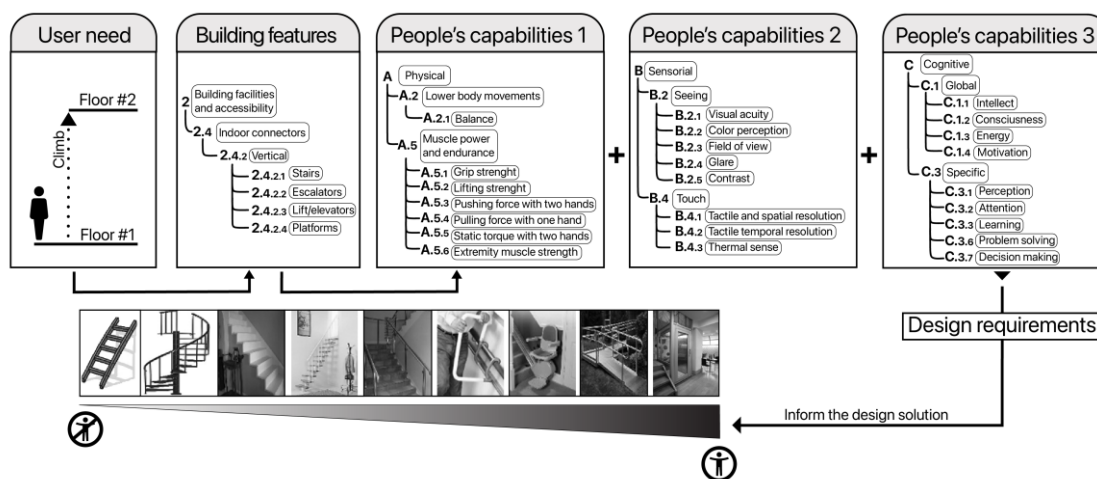 User need
Floor #2
Climb
Floor #1
Building features
2 Building facilities
and accessibility
2.4 Indoor connectors
2.4.2 Vertical
2.4.2.1 Stairs
2.4.2.2 Escalators
2.4.2.3 Lift/elevators
2.4.2.4 Platforms
People's capabilities 1
A Physical
A.2 Lower body movements
A.2.1 Balance
A.5 Muscle power
and endurance
A.5.1 Grip strenght
A.5.2 Lifting strenght
A.5.3 Pushing force with two hands
A.5.4 Pulling force with one hand
A.5.5 Static torque with two hands
A.5.6 Extremity muscle strength
+
People's capabilities 2
B Sensorial
B.2 Seeing
B.2.1 Visual acuity
B.2.2 Color perception
B.2.3 Field of view
B.2.4 Glare
B.2.5 Contrast
B.4 Touch
B.4.1 Tactile and spatial resolution
B.4.2 Tactile temporal resolution
B.4.3 Thermal sense
+
People's capabilities 3
C Cognitive
C.1 Global
C.1.1 Intellect
C.1.2 Consciusness
C.1.3 Energy
C.1.4 Motivation
C.3 Specific
C.3.1 Perception
C.3.2 Attention
C.3.3 Learning
C.3.6 Problem solving
C.3.7 Decision making
Design requirements
Inform the design solution